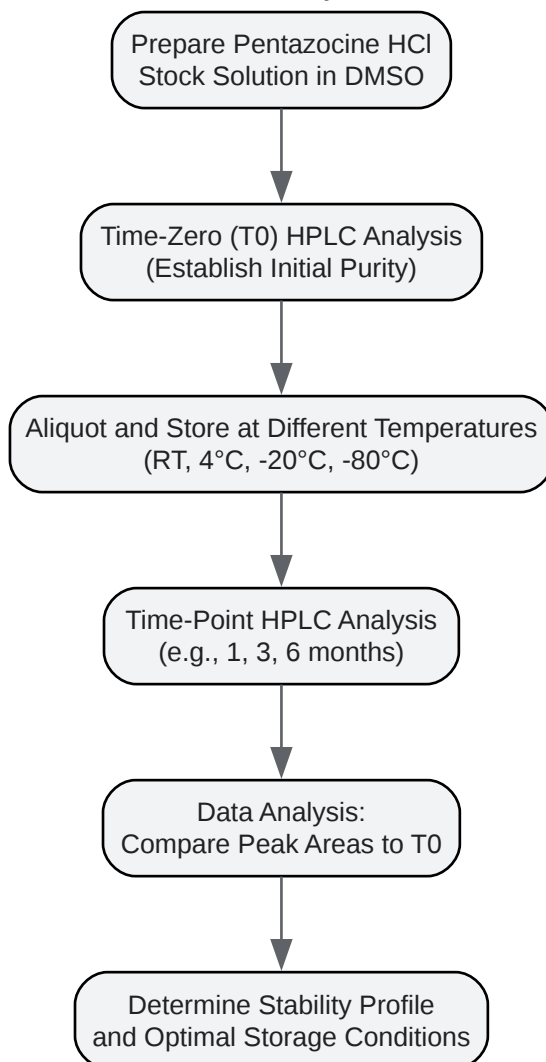 Prepare Pentazocine HCl
Stock Solution in DMSO
Time-Zero (T0) HPLC Analysis
(Establish Initial Purity)
Aliquot and Store at Different Temperatures
(RT, 4°C, -20°C, -80°C)
Time-Point HPLC Analysis
(e.g., 1, 3, 6 months)
Data Analysis:
Compare Peak Areas to T0
Determine Stability Profile
and Optimal Storage Conditions